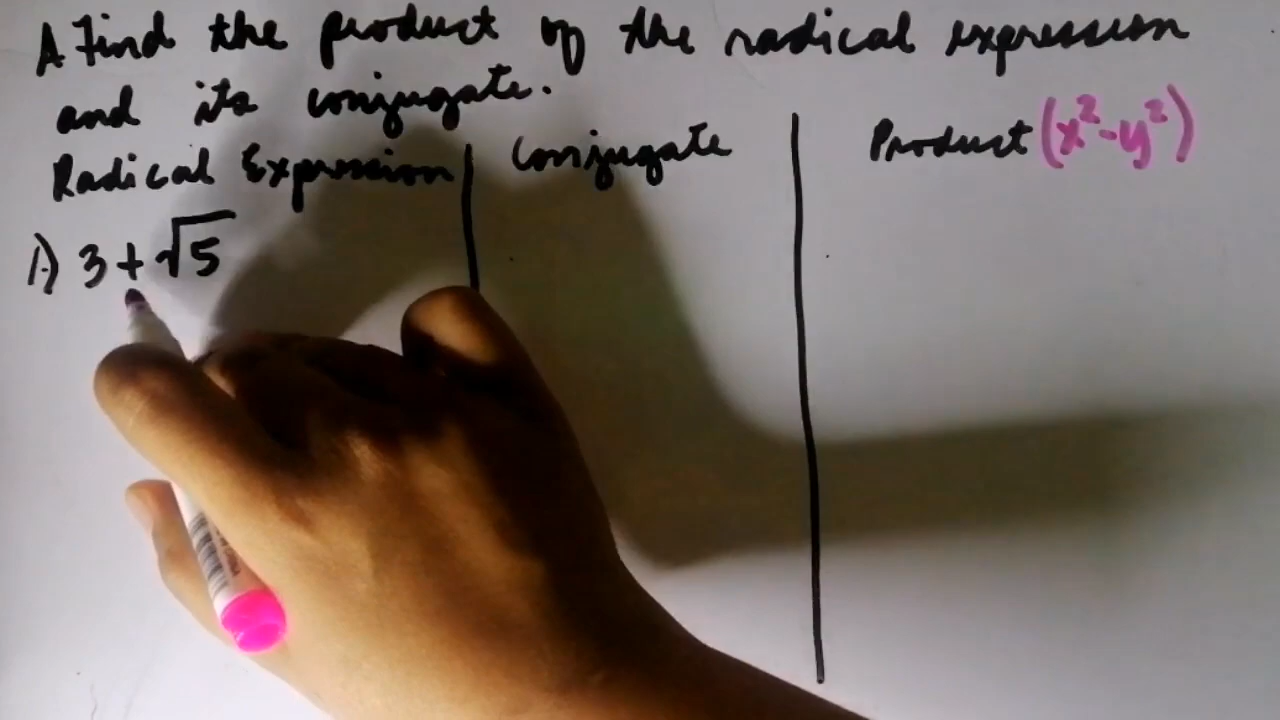 A Find the product of the radical expression
and its conjugate.
Radical Expression Conjugate Product (x²-y²)
1) 3+√5